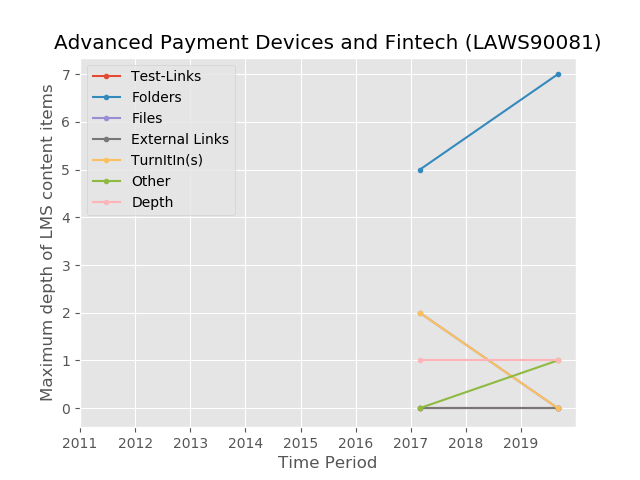 Advanced Payment Devices and Fintech (LAWS90081)
Test-Links
Folders
Files
External Links
TurnItIn(s)
Other
Depth
Maximum depth of LMS content items
7
6
5
4
3
2
1
0
2011 2012 2013 2014 2015 2016 2017 2018 2019
Time Period